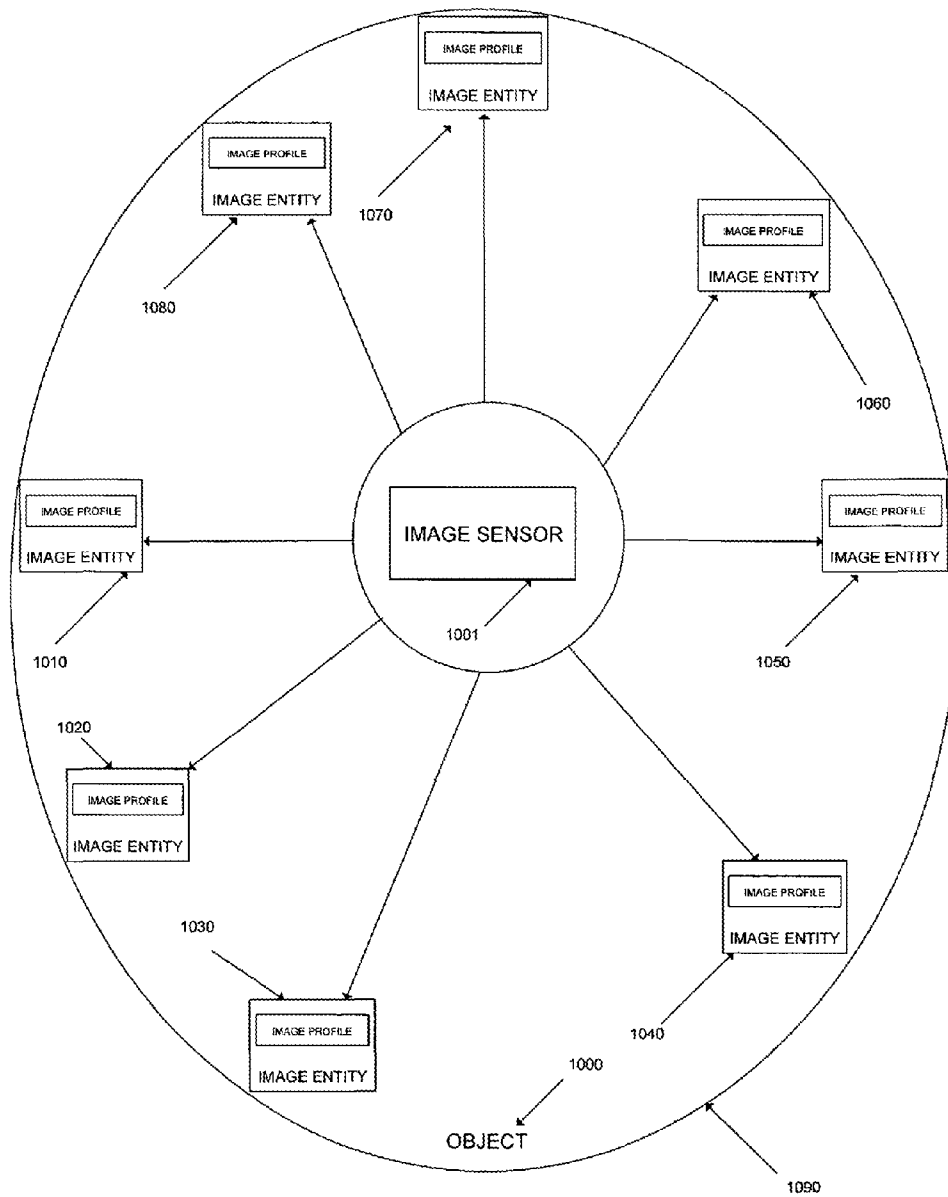 IMAGE PROFILE
IMAGE ENTITY
1070
IMAGE PROFILE
IMAGE ENTITY
1080
IMAGE PROFILE
IMAGE ENTITY
1060
IMAGE PROFILE
IMAGE ENTITY
1010
IMAGE SENSOR
1001
IMAGE PROFILE
IMAGE ENTITY
1050
1020
IMAGE PROFILE
IMAGE ENTITY
IMAGE PROFILE
IMAGE ENTITY
1040
1030
IMAGE PROFILE
IMAGE ENTITY
1000
OBJECT
1090